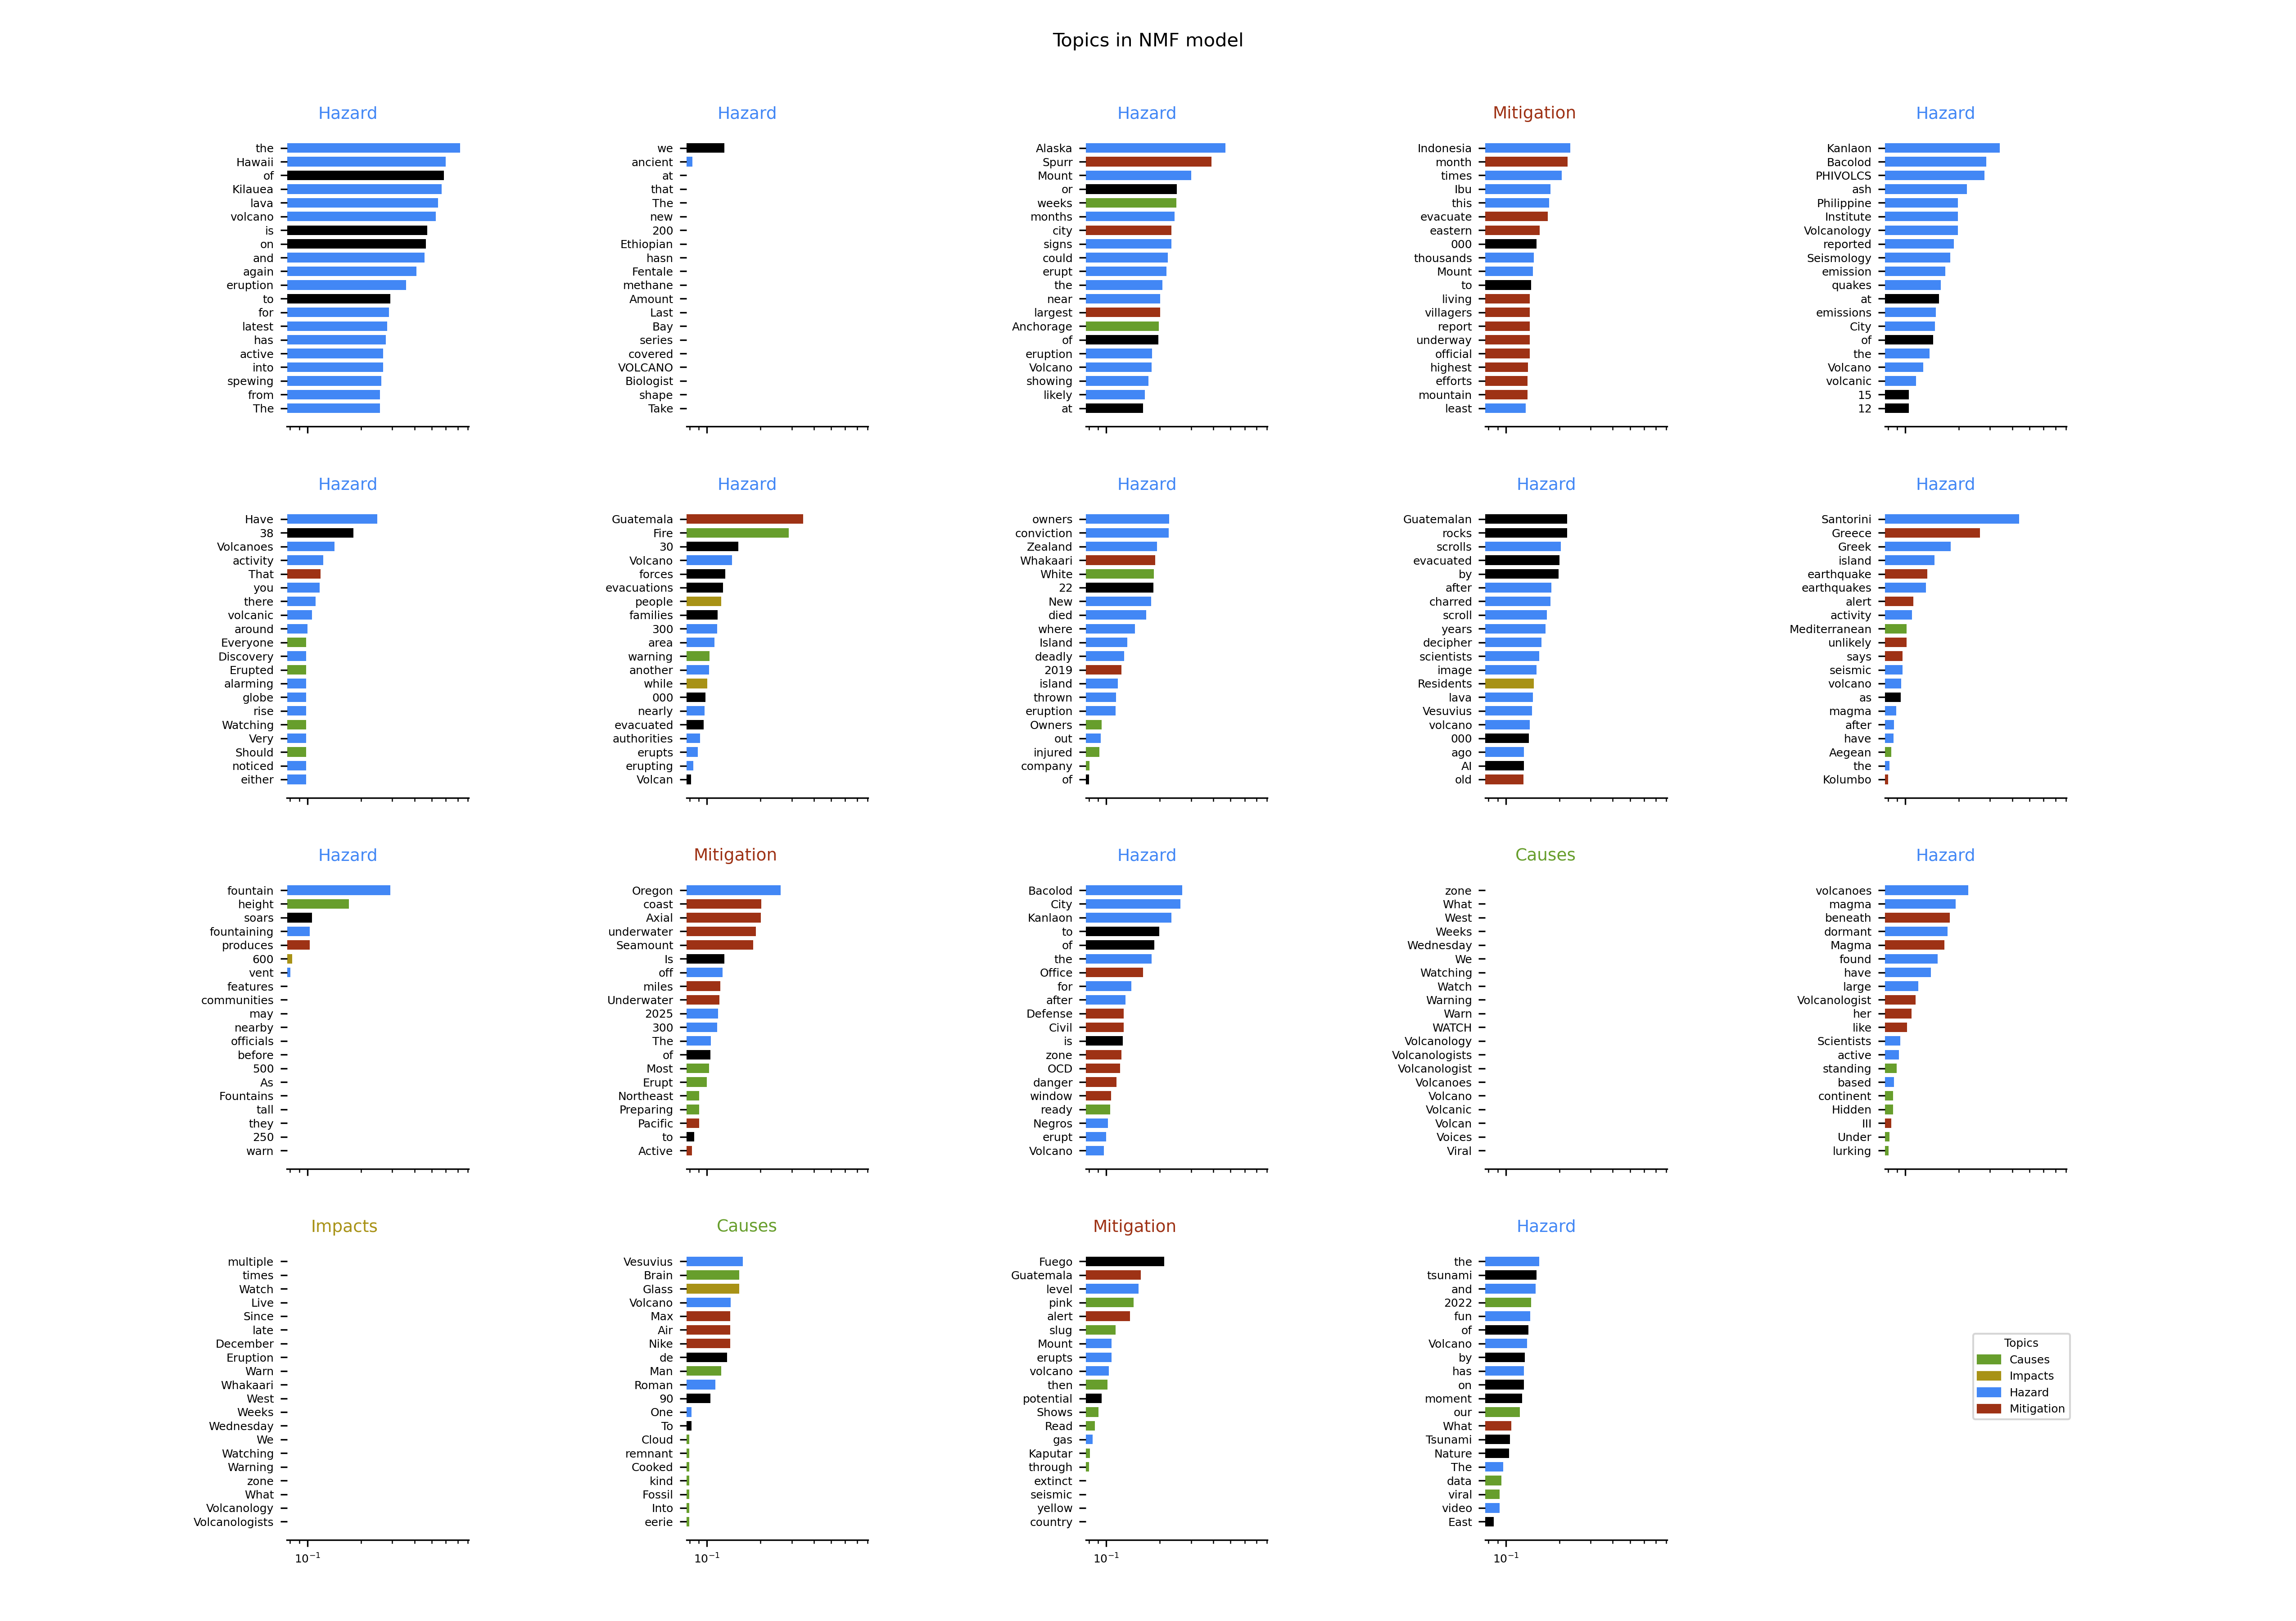 Topics in NMF model
Hazard
the
Hawaii
of
Kilauea
lava
volcano
is
on
and
again
eruption
to
for
latest
has
active
into
spewing
from
The
Hazard
we
ancient
at
that
The
new
200
Ethiopian
hasn
Fentale
methane
Amount
Last
Bay
series
covered
VOLCANO
Biologist
shape
Take
Hazard
Alaska
Spurr
Mount
or
weeks
months
city
signs
could
erupt
the
near
largest
Anchorage
of
eruption
Volcano
showing
likely
at
Mitigation
Indonesia
month
times
Ibu
this
evacuate
eastern
000
thousands
Mount
to
living
villagers
report
underway
official
highest
efforts
mountain
least
Hazard
Kanlaon
Bacolod
PHIVOLCS
ash
Philippine
Institute
Volcanology
reported
Seismology
emission
quakes
at
emissions
City
of
the
Volcano
volcanic
15
12
Hazard
Have
38
Volcanoes
activity
That
you
there
volcanic
around
Everyone
Discovery
Erupted
alarming
globe
rise
Watching
Very
Should
noticed
either
Hazard
Guatemala
Fire
30
Volcano
forces
evacuations
people
families
300
area
warning
another
while
000
nearly
evacuated
authorities
erupts
erupting
Volcan
Hazard
owners
conviction
Zealand
Whakaari
White
22
New
died
where
Island
deadly
2019
island
thrown
eruption
Owners
out
injured
company
of
Hazard
Guatemalan
rocks
scrolls
evacuated
by
after
charred
scroll
years
decipher
scientists
image
Residents
lava
Vesuvius
volcano
000
ago
AI
old
Hazard
Santorini
Greece
Greek
island
earthquake
earthquakes
alert
activity
Mediterranean
unlikely
says
seismic
volcano
as
magma
after
have
Aegean
the
Kolumbo
Hazard
fountain
height
soars
fountaining
produces
600
vent
features
communities
may
nearby
officials
before
500
As
Fountains
tall
they
250
warn
Mitigation
Oregon
coast
Axial
underwater
Seamount
Is
off
miles
Underwater
2025
300
The
of
Most
Erupt
Northeast
Preparing
Pacific
to
Active
Hazard
Bacolod
City
Kanlaon
to
of
the
Office
for
after
Defense
Civil
is
zone
OCD
danger
window
ready
Negros
erupt
Volcano
Causes
zone
What
West
Weeks
Wednesday
We
Watching
Watch
Warning
Warn
WATCH
Volcanology
Volcanologists
Volcanologist
Volcanoes
Volcano
Volcanic
Volcan
Voices
Viral
Hazard
volcanoes
magma
beneath
dormant
Magma
found
have
large
Volcanologist
her
like
Scientists
active
standing
based
continent
Hidden
III
Under
lurking
Impacts
multiple
times
Watch
Live
Since
late
December
Eruption
Warn
Whakaari
West
Weeks
Wednesday
We
Watching
Warning
zone
What
Volcanology
Volcanologists
10⁻¹
Causes
Vesuvius
Brain
Glass
Volcano
Max
Air
Nike
de
Man
Roman
90
One
To
Cloud
remnant
Cooked
kind
Fossil
Into
eerie
10⁻¹
Mitigation
Fuego
Guatemala
level
pink
alert
slug
Mount
erupts
volcano
then
potential
Shows
Read
gas
Kaputar
through
extinct
seismic
yellow
country
10⁻¹
Hazard
the
tsunami
and
2022
fun
of
Volcano
by
has
on
moment
our
What
Tsunami
Nature
The
data
viral
video
East
10⁻¹
Topics
Causes
Impacts
Hazard
Mitigation